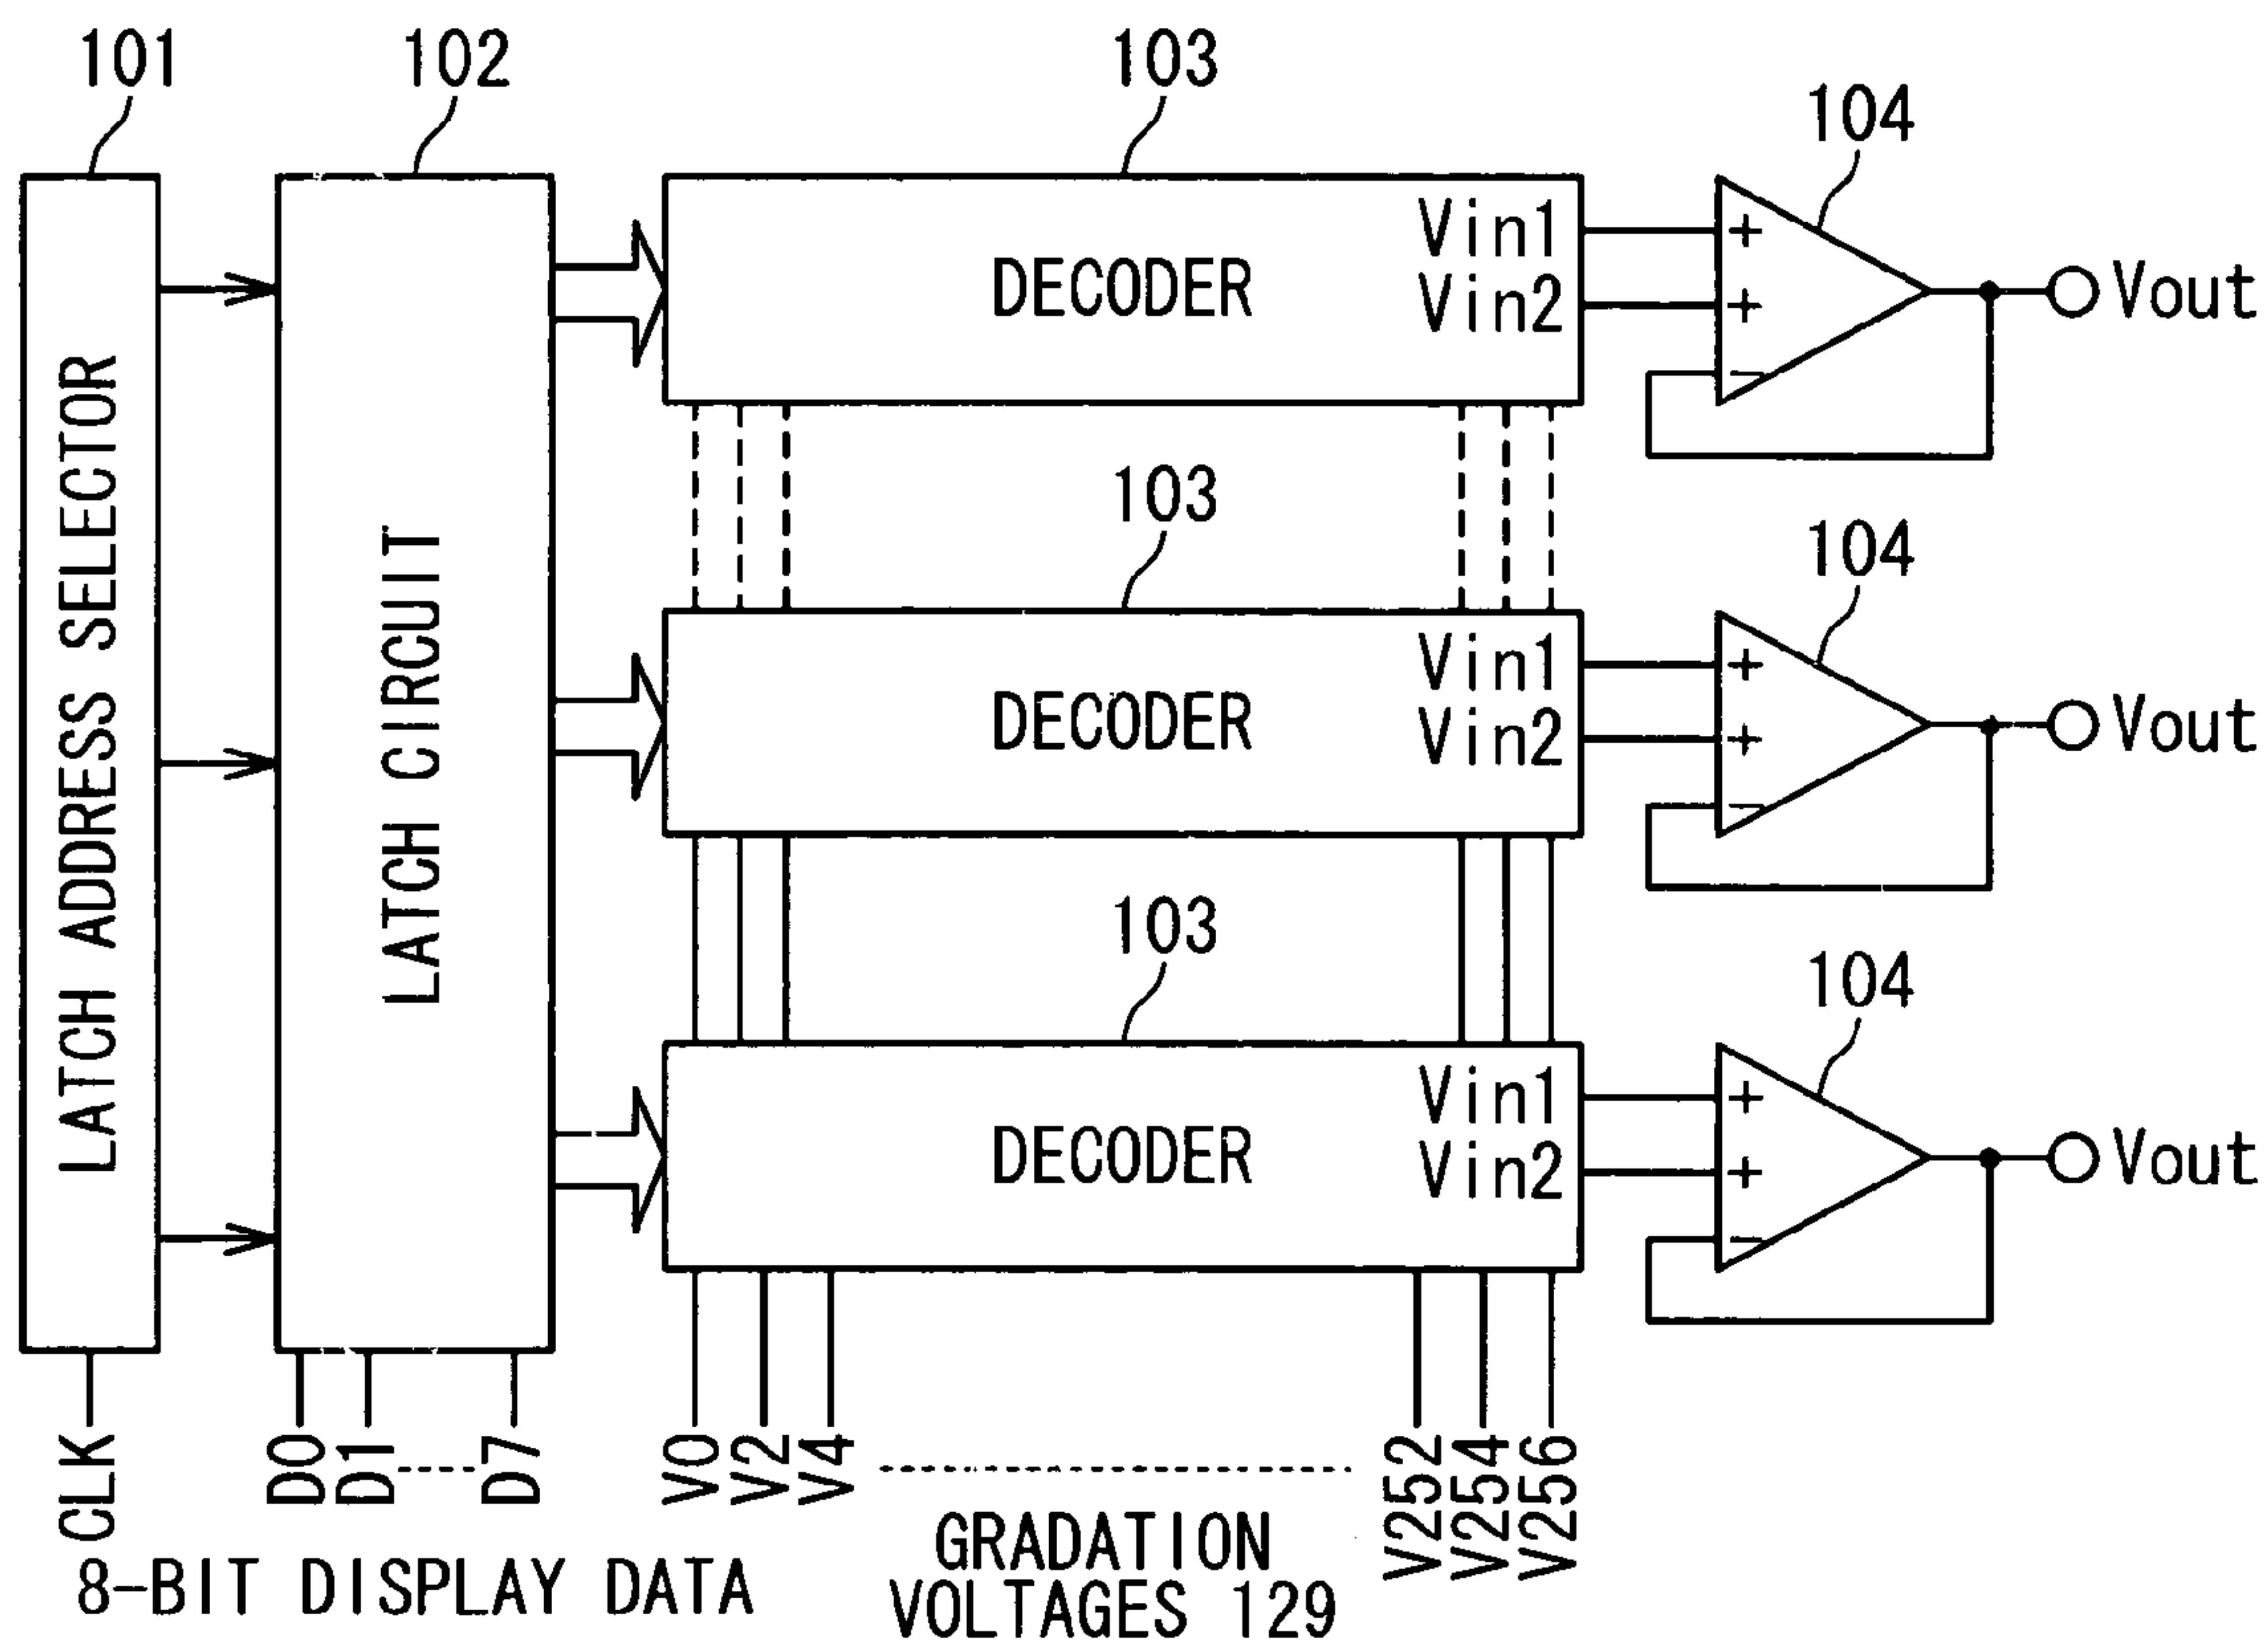 101
102
103
104
LATCH ADDRESS SELECTOR
LATCH CIRCUIT
DECODER
Vin1
Vin2
+
+
−
Vout
103
104
DECODER
Vin1
Vin2
+
+
−
Vout
103
104
DECODER
Vin1
Vin2
+
+
−
Vout
CLK
D0
D1
D7
V0
V2
V4
V252
V254
V256
8-BIT DISPLAY DATA
GRADATION
VOLTAGES 129